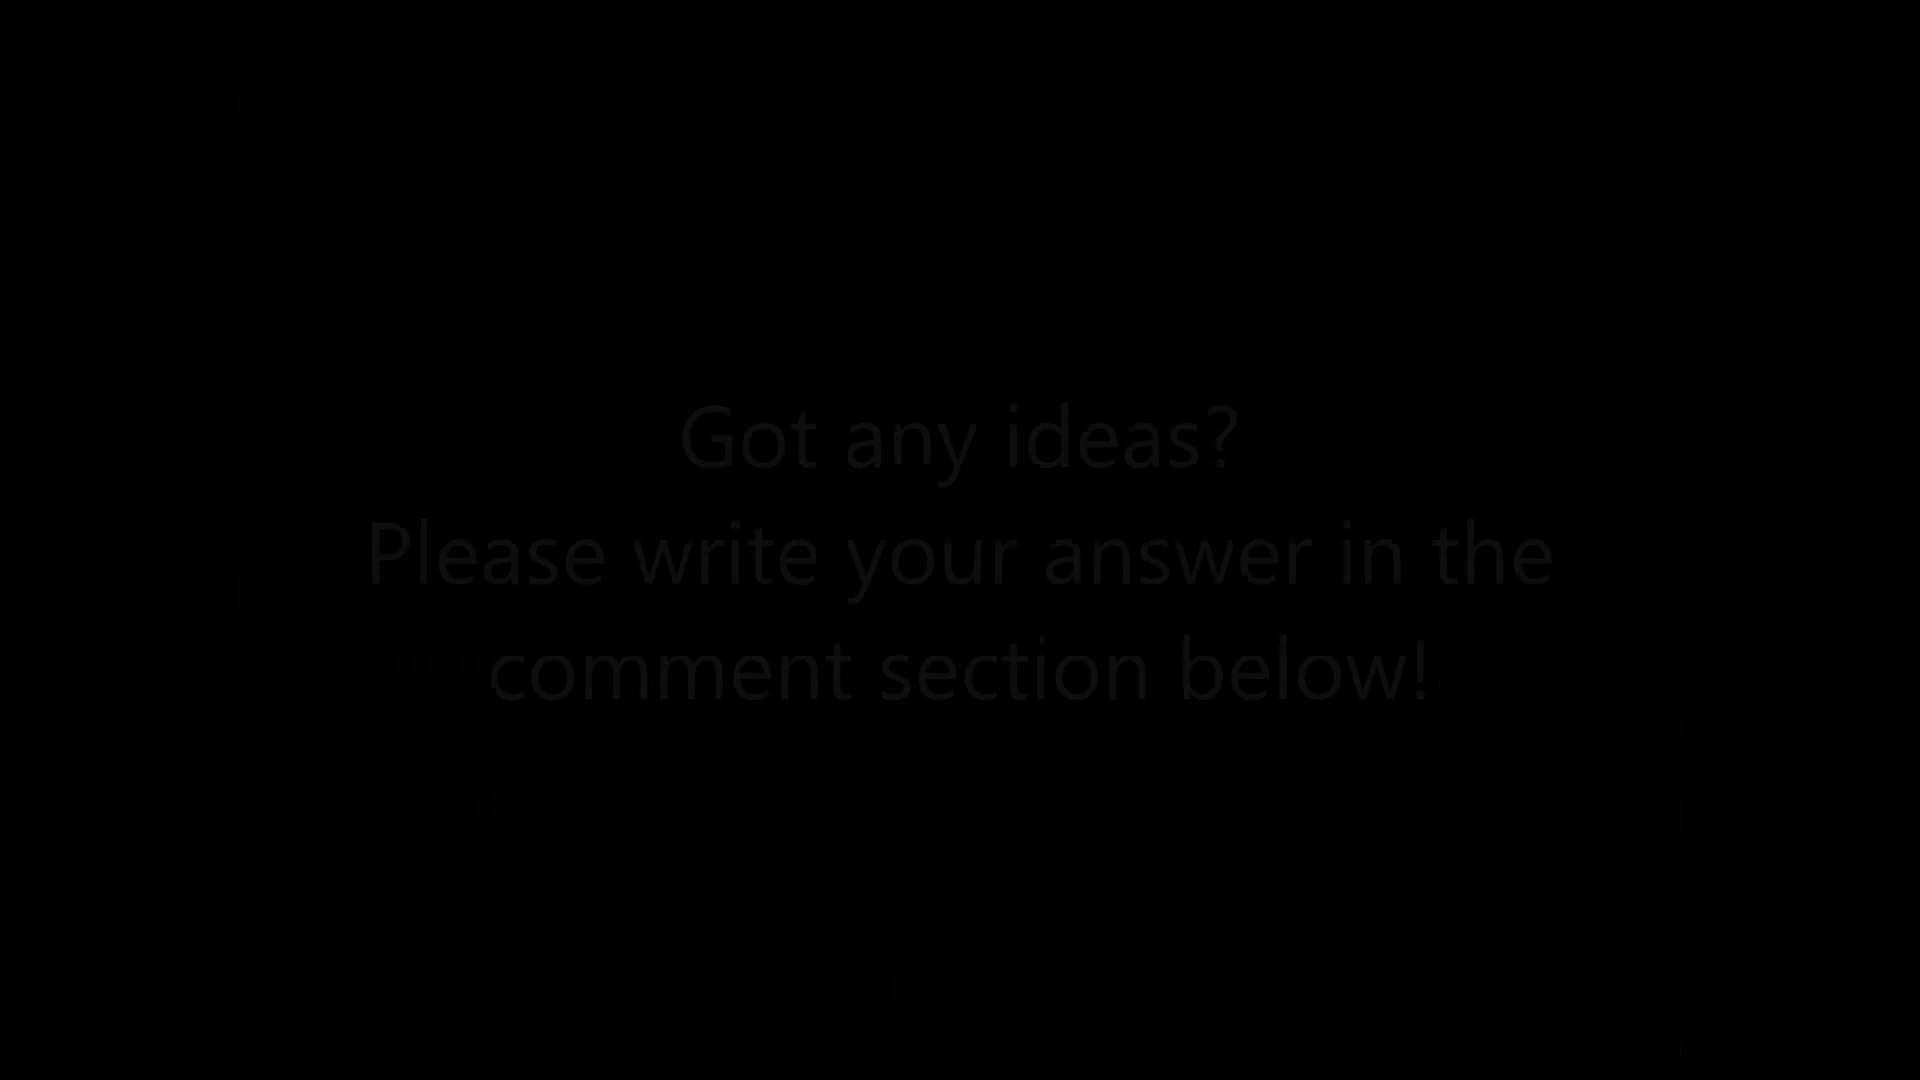 Got any ideas?
Please write your answer in the
comment section below!